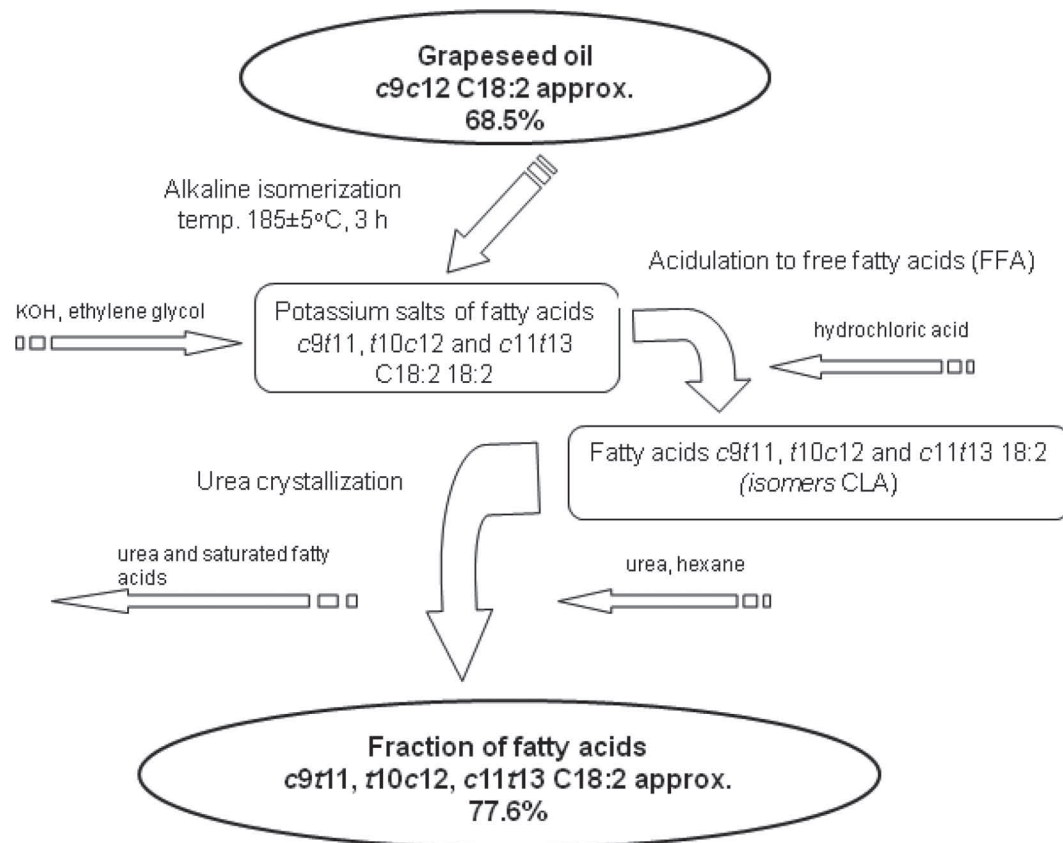 Grapeseed oil
c9c12 C18:2 approx.
68.5%
Alkaline isomerization
temp. 185±5ºC, 3 h
Acidulation to free fatty acids (FFA)
KOH, ethylene glycol
Potassium salts of fatty acids
c9t11, t10c12 and c11t13
C18:2 18:2
hydrochloric acid
Fatty acids c9t11, t10c12 and c11t13 18:2
(isomers CLA)
Urea crystallization
urea and saturated fatty
acids
urea, hexane
Fraction of fatty acids
c9t11, t10c12, c11t13 C18:2 approx.
77.6%